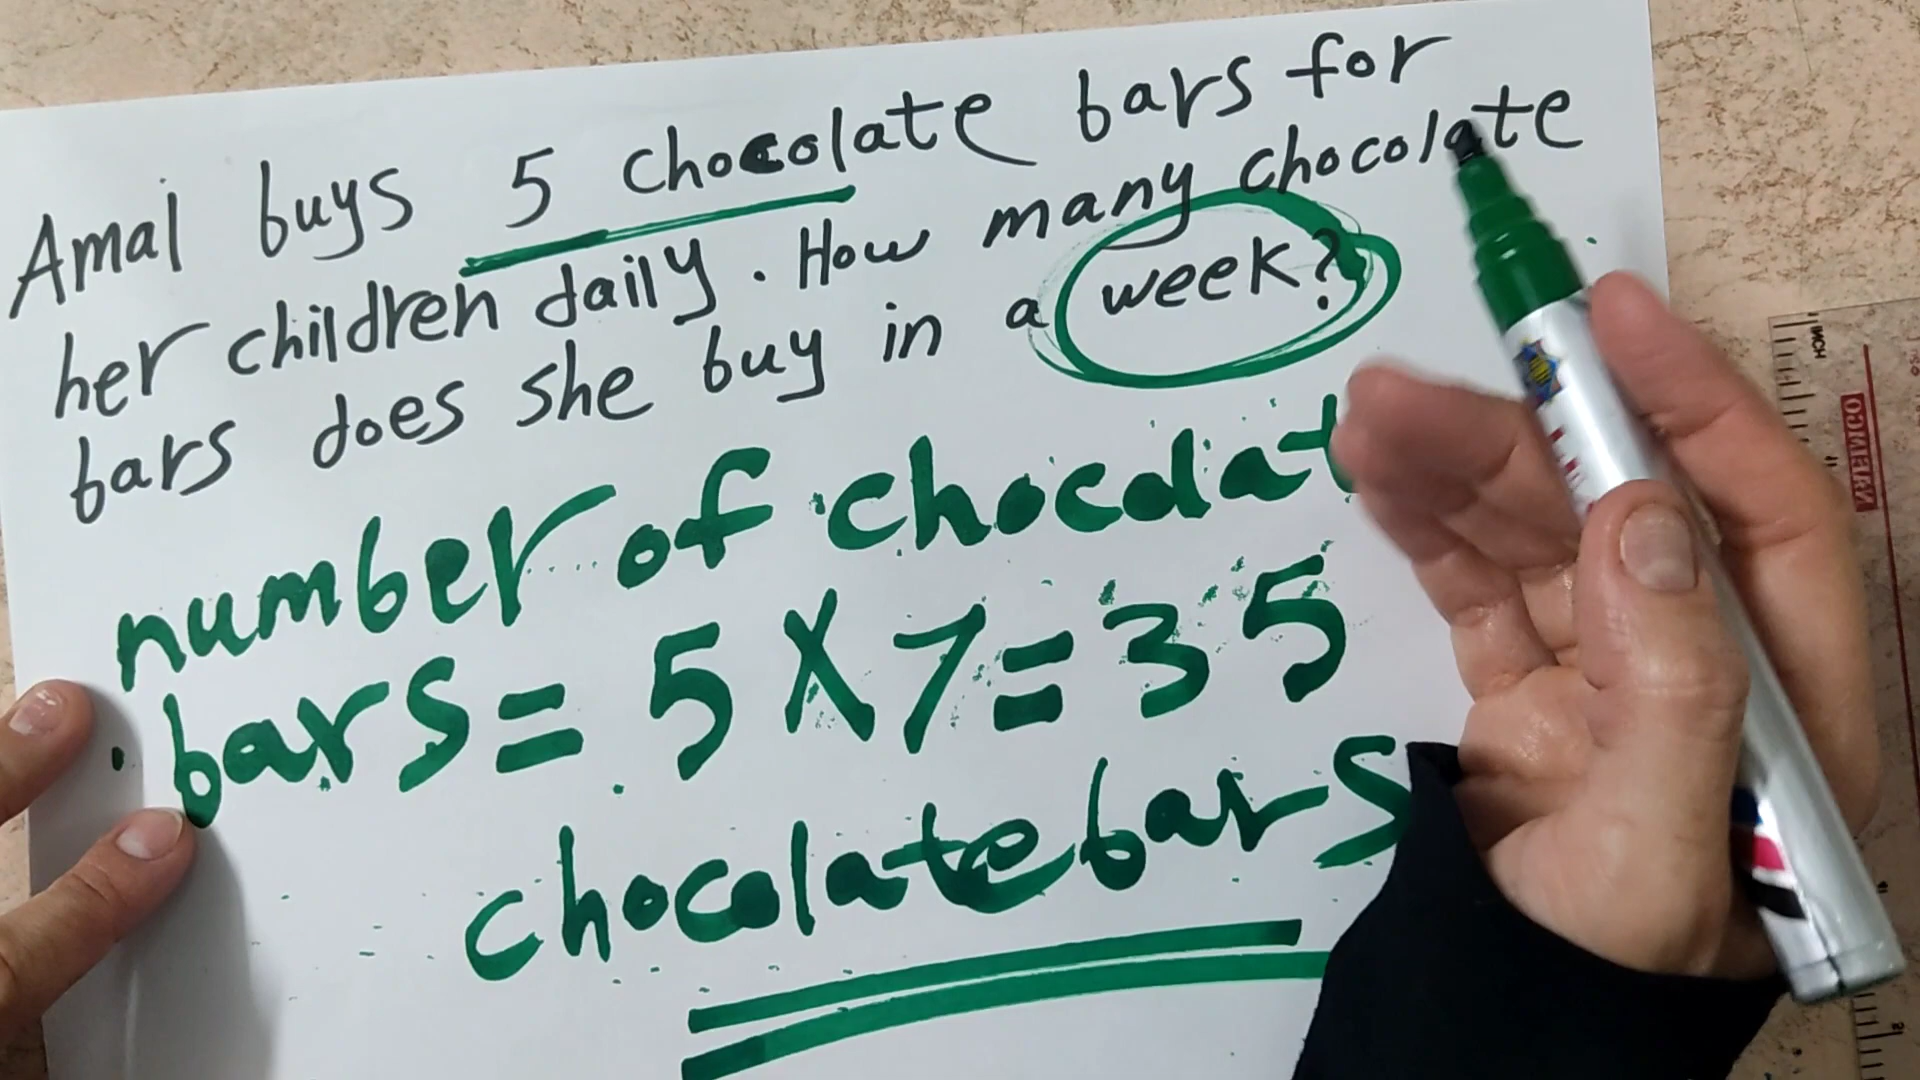 Amal buys 5 chocolate bars for
her children daily. How many chocolate
bars does she buy in a week?
number of chocolat
bars = 5 X 7 = 35
chocolate bars
INCH